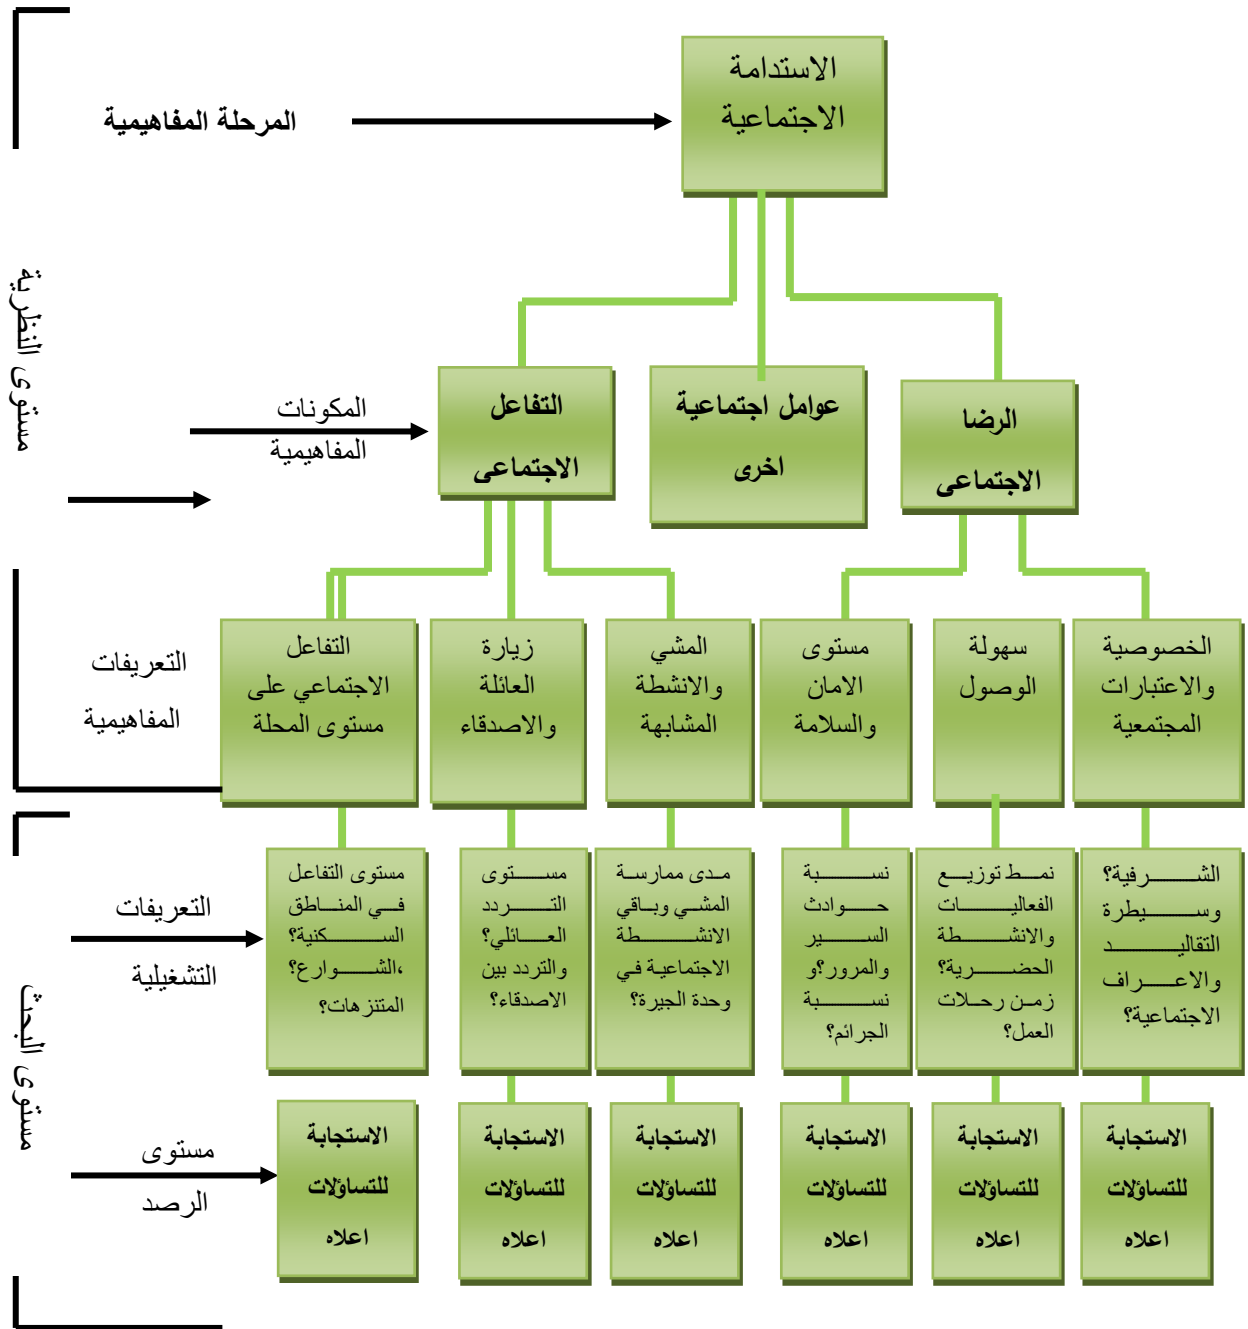 الاستدامة
الاجتماعية
المرحلة المفاهيمية
مستوى النظرية
الرضا
الاجتماعي
عوامل اجتماعية
اخرى
التفاعل
الاجتماعي
المكونات
المفاهيمية
الخصوصية
والاعتبارات
المجتمعية
سهولة
الوصول
مستوى
الامان
والسلامة
المشي
والانشطة
المشابهة
زيارة
العائلة
والاصدقاء
التفاعل
الاجتماعي على
مستوى المحلة
التعريفات
المفاهيمية
الشرفية؟
وسيطرة
التقاليد
والاعراف
الاجتماعية؟
نمط توزيع
الفعاليات
والانشطة
الحضرية؟
زمن رحلات
العمل؟
نسبة
حوادث
السير
والمرور؟و
نسبة
الجرائم؟
مدى ممارسة
المشي وباقي
الانشطة
الاجتماعية في
وحدة الجيرة؟
مستوى
التردد
العائلي؟
والتردد بين
الاصدقاء؟
مستوى التفاعل
في المناطق
السكنية؟
،الشوارع؟
المتنزهات؟
التعريفات
التشغيلية
مستوى البحث
الاستجابة
للتساؤلات
اعلاه
الاستجابة
للتساؤلات
اعلاه
الاستجابة
للتساؤلات
اعلاه
الاستجابة
للتساؤلات
اعلاه
الاستجابة
للتساؤلات
اعلاه
الاستجابة
للتساؤلات
اعلاه
مستوى
الرصد